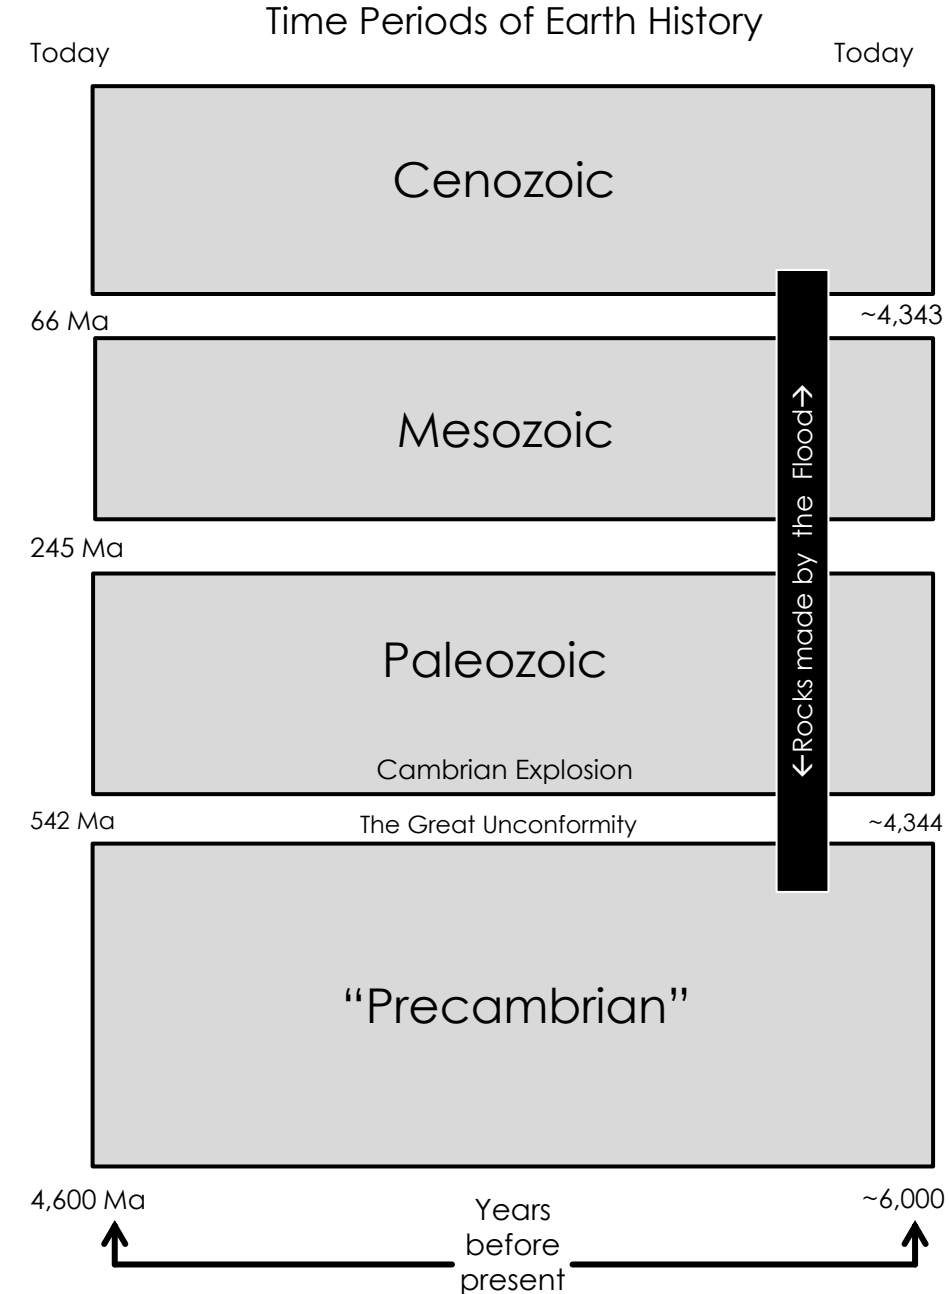 Time Periods of Earth History
Today
Today
Cenozoic
66 Ma
~4,343
Mesozoic
←Rocks made by the Flood→
245 Ma
Paleozoic
Cambrian Explosion
542 Ma
The Great Unconformity
~4,344
“Precambrian”
4,600 Ma
~6,000
Years
before
present